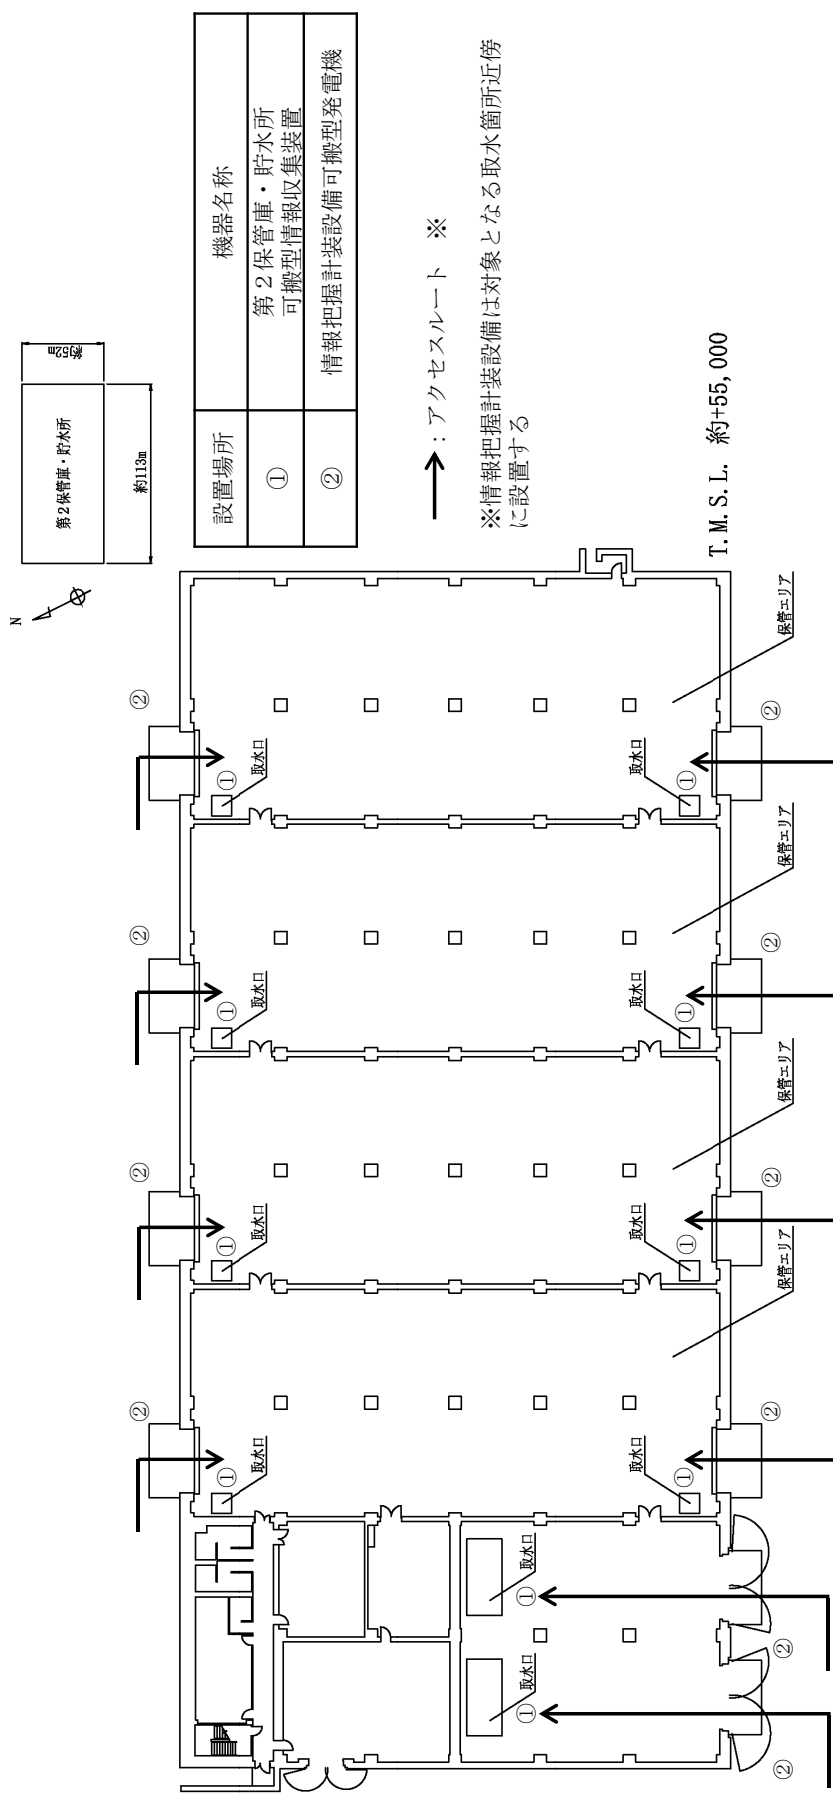 N
第2保管庫・貯水所
約52m
約113m
設置場所 機器名称
① 第2保管庫・貯水所
可搬型情報収集装置
② 情報把握計装設備可搬型発電機
:アクセスルート ※
※情報把握計装設備は対象となる取水箇所近傍
に設置する
T.M.S.L. 約+55,000
②
②
②
②
①
①
①
①
取水口
取水口
取水口
取水口
取水口
取水口
①
①
取水口
取水口
取水口
取水口
①
①
①
①
②
②
②
②
②
②
保管エリア
保管エリア
保管エリア
保管エリア